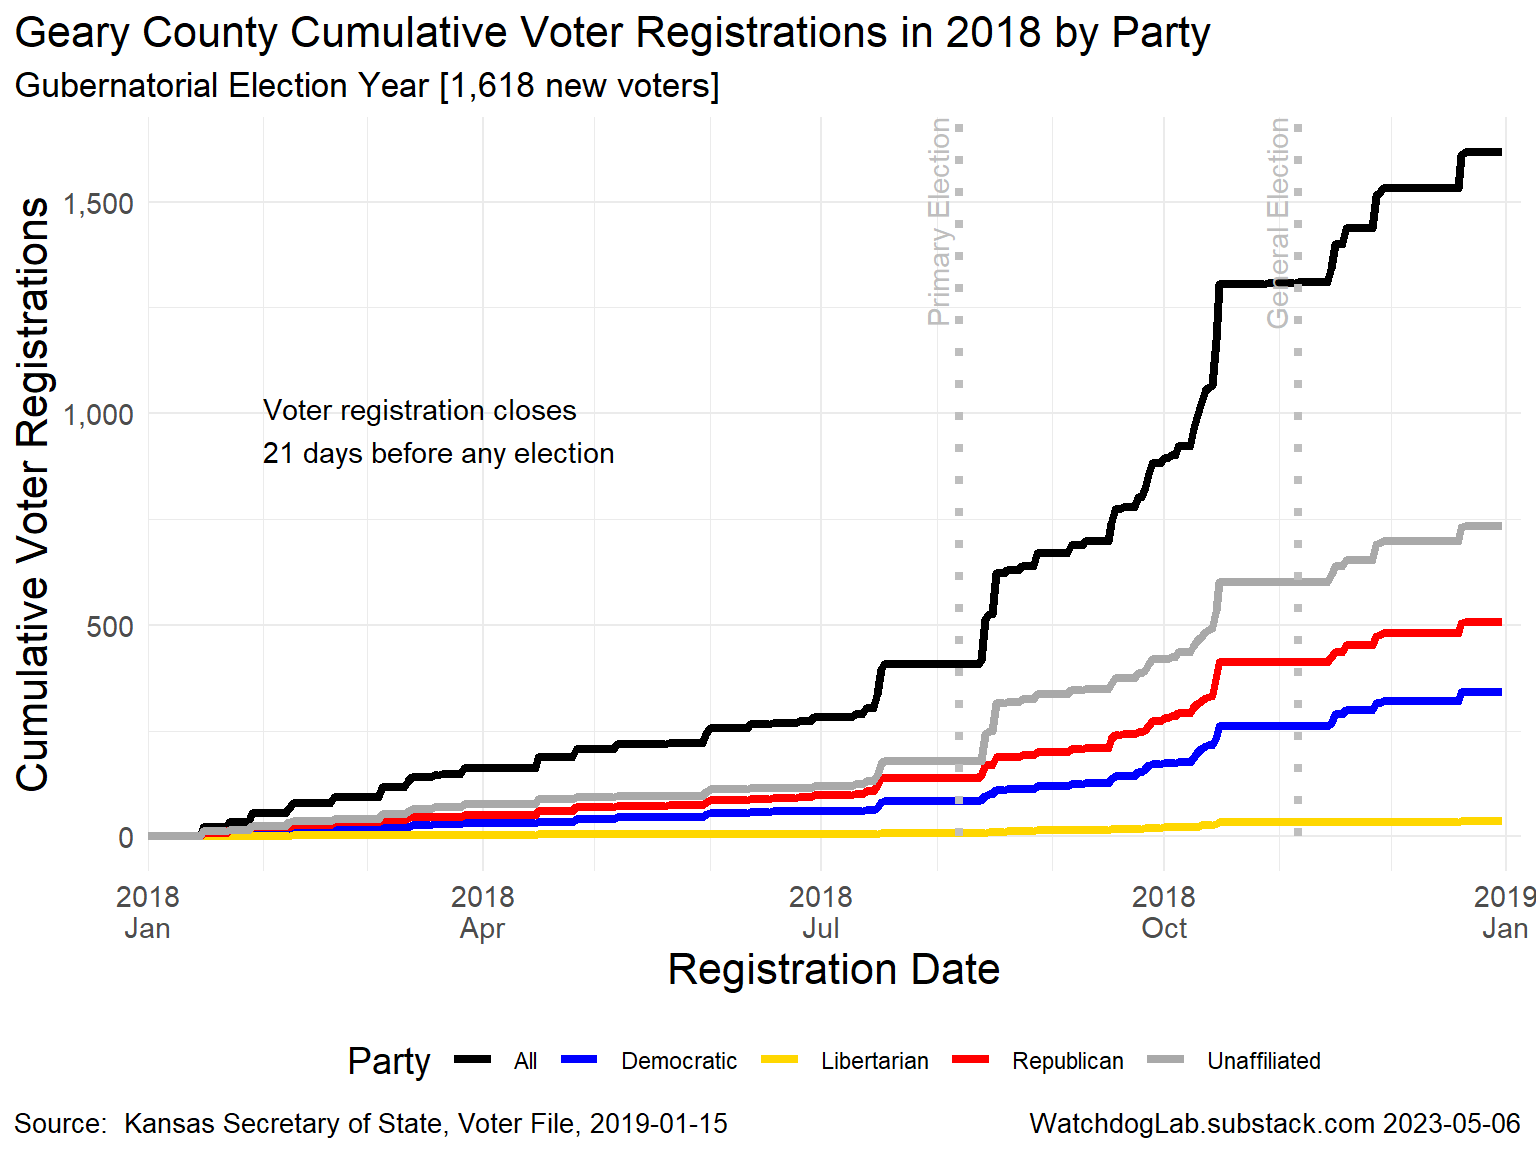 Geary County Cumulative Voter Registrations in 2018 by Party
Gubernatorial Election Year [1,618 new voters]
Cumulative Voter Registrations
1,500
1,000
500
0
Primary Election
General Election
Voter registration closes
21 days before any election
2018 2018 2018 2018 2019
Jan Apr Jul Oct Jan
Registration Date
Party All Democratic Libertarian Republican Unaffiliated
Source:  Kansas Secretary of State, Voter File, 2019-01-15
WatchdogLab.substack.com 2023-05-06